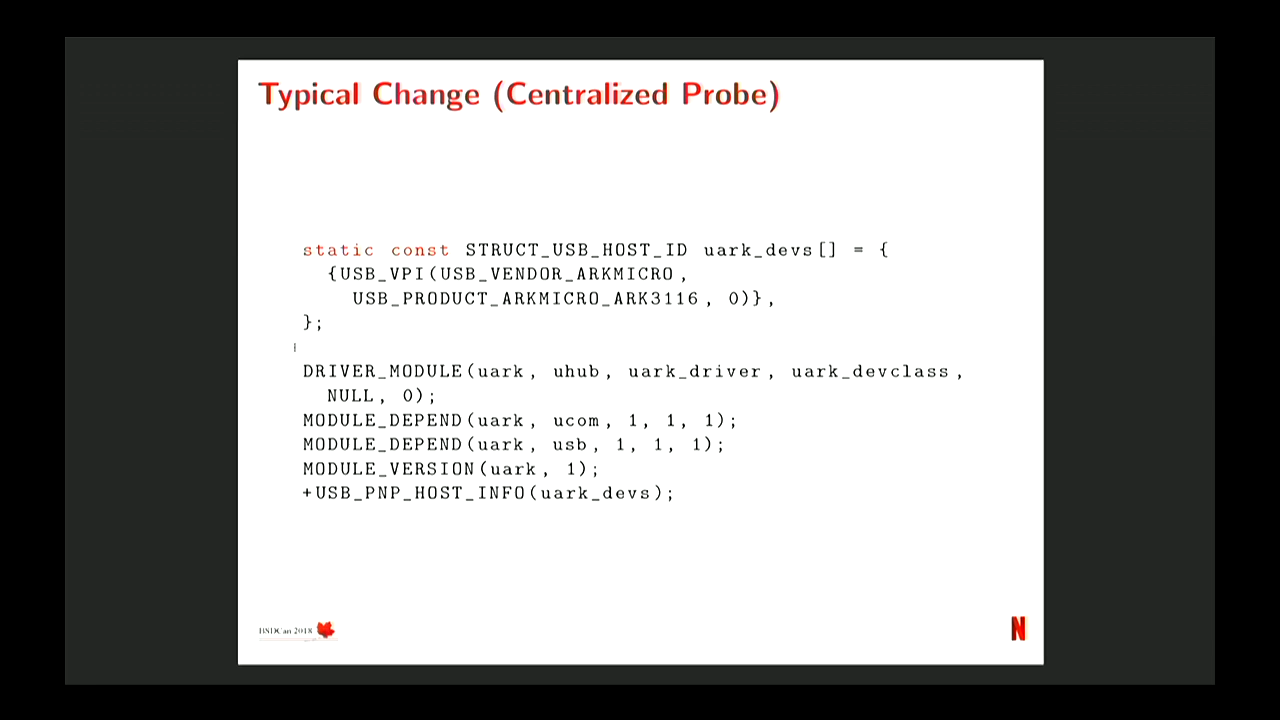 Typical Change (Centralized Probe)
static const STRUCT_USB_HOST_ID uark_devs[] = {
{USB_VPI(USB_VENDOR_ARKMICRO,
USB_PRODUCT_ARKMICRO_ARK3116, 0)},
};
DRIVER_MODULE(uark, uhub, uark_driver, uark_devclass,
NULL, 0);
MODULE_DEPEND(uark, ucom, 1, 1, 1);
MODULE_DEPEND(uark, usb, 1, 1, 1);
MODULE_VERSION(uark, 1);
+USB_PNP_HOST_INFO(uark_devs);
BSDCan 2018
N